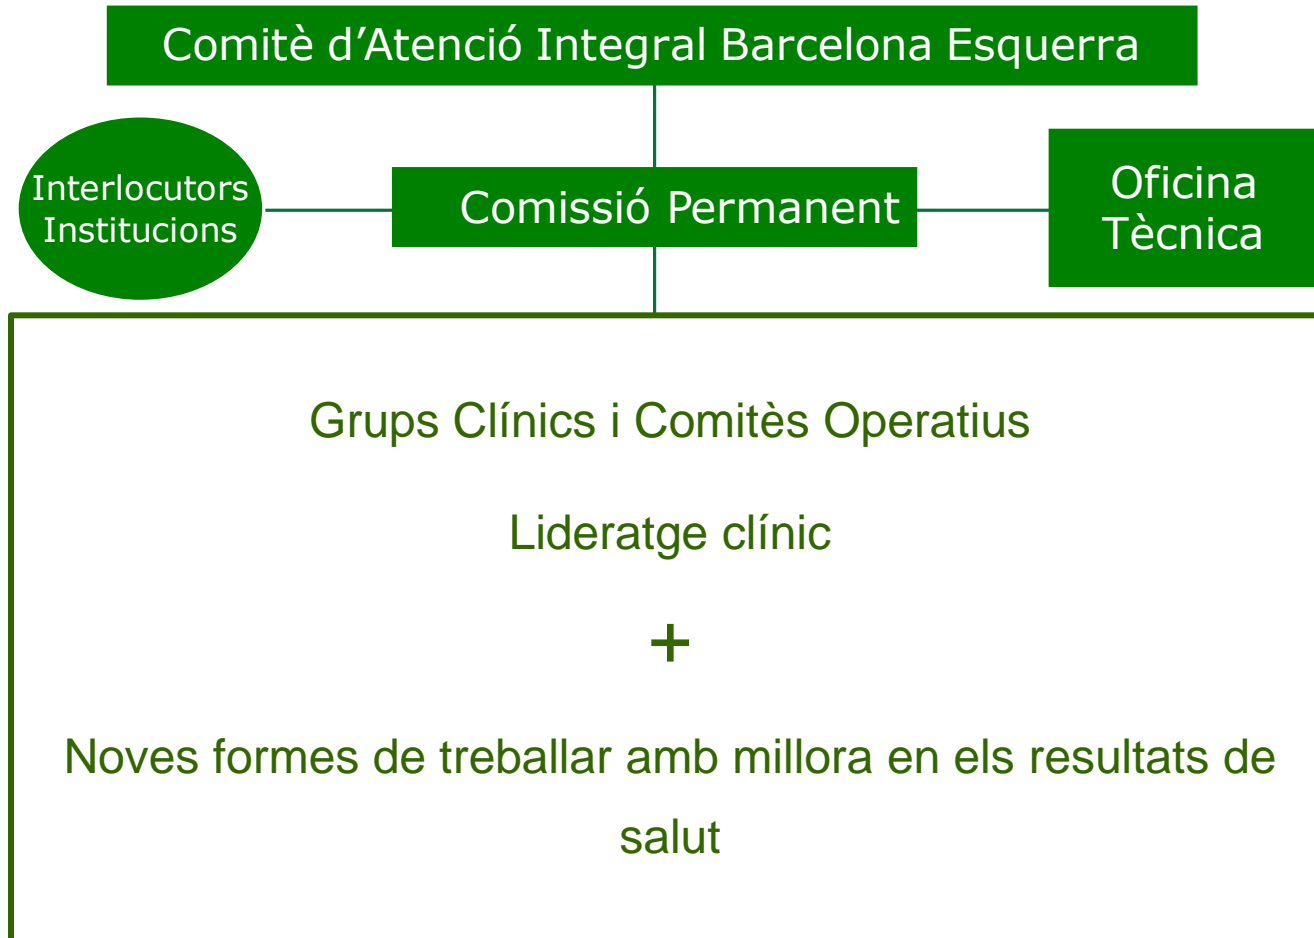 Comitè d’Atenció Integral Barcelona Esquerra
Interlocutors
Institucions
Comissió Permanent
Oficina
Tècnica
Grups Clínics i Comitès Operatius
Lideratge clínic
+
Noves formes de treballar amb millora en els resultats de
salut